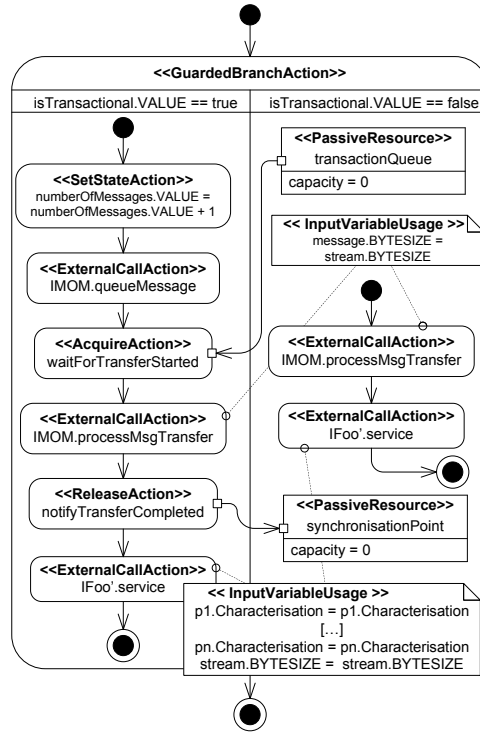 <<GuardedBranchAction>>
isTransactional.VALUE == true
isTransactional.VALUE == false
<<SetStateAction>>
numberOfMessages.VALUE =
numberOfMessages.VALUE + 1
<<ExternalCallAction>>
IMOM.queueMessage
<<AcquireAction>>
waitForTransferStarted
<<ExternalCallAction>>
IMOM.processMsgTransfer
<<ReleaseAction>>
notifyTransferCompleted
<<ExternalCallAction>>
IFoo'.service
<<PassiveResource>>
transactionQueue
capacity = 0
<< InputVariableUsage >>
message.BYTESIZE =
stream.BYTESIZE
<<ExternalCallAction>>
IMOM.processMsgTransfer
<<ExternalCallAction>>
IFoo'.service
<<PassiveResource>>
synchronisationPoint
capacity = 0
<< InputVariableUsage >>
p1.Characterisation = p1.Characterisation
[...]
pn.Characterisation = pn.Characterisation
stream.BYTESIZE = stream.BYTESIZE